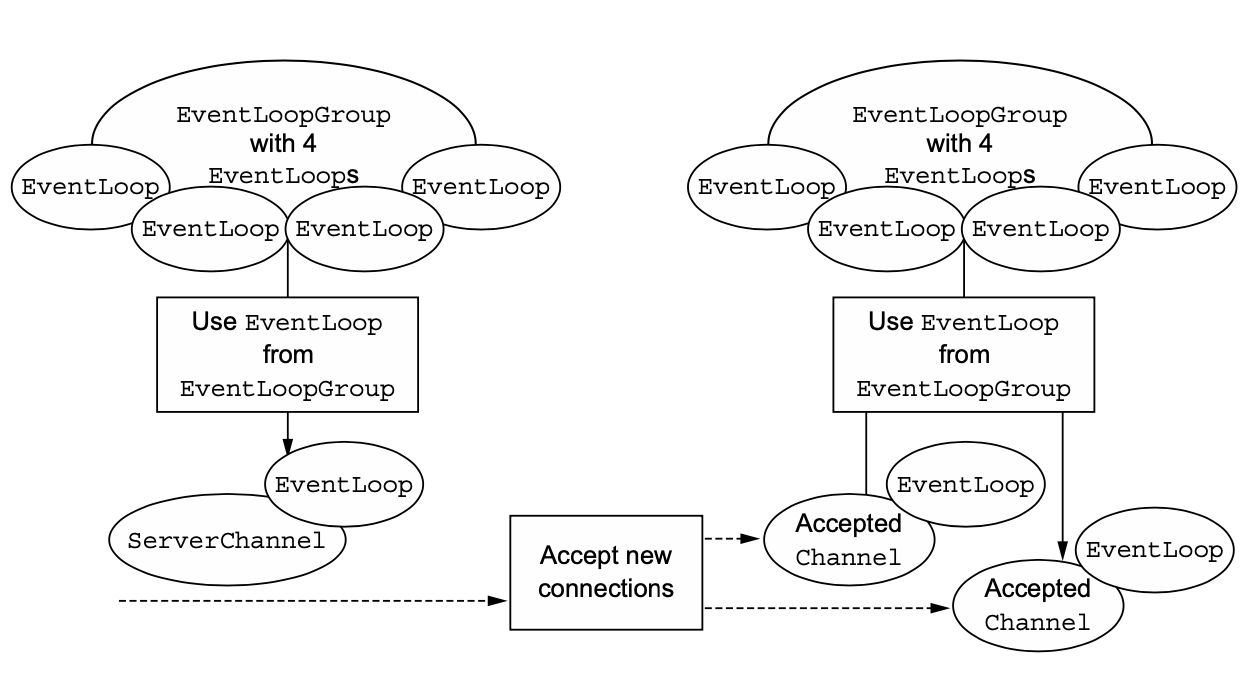 EventLoopGroup
with 4
EventLoops
EventLoop
EventLoop
EventLoop
EventLoop
Use EventLoop
from
EventLoopGroup
EventLoop
ServerChannel
Accept new
connections
EventLoopGroup
with 4
EventLoops
EventLoop
EventLoop
EventLoop
EventLoop
Use EventLoop
from
EventLoopGroup
EventLoop
Accepted
Channel
EventLoop
Accepted
Channel